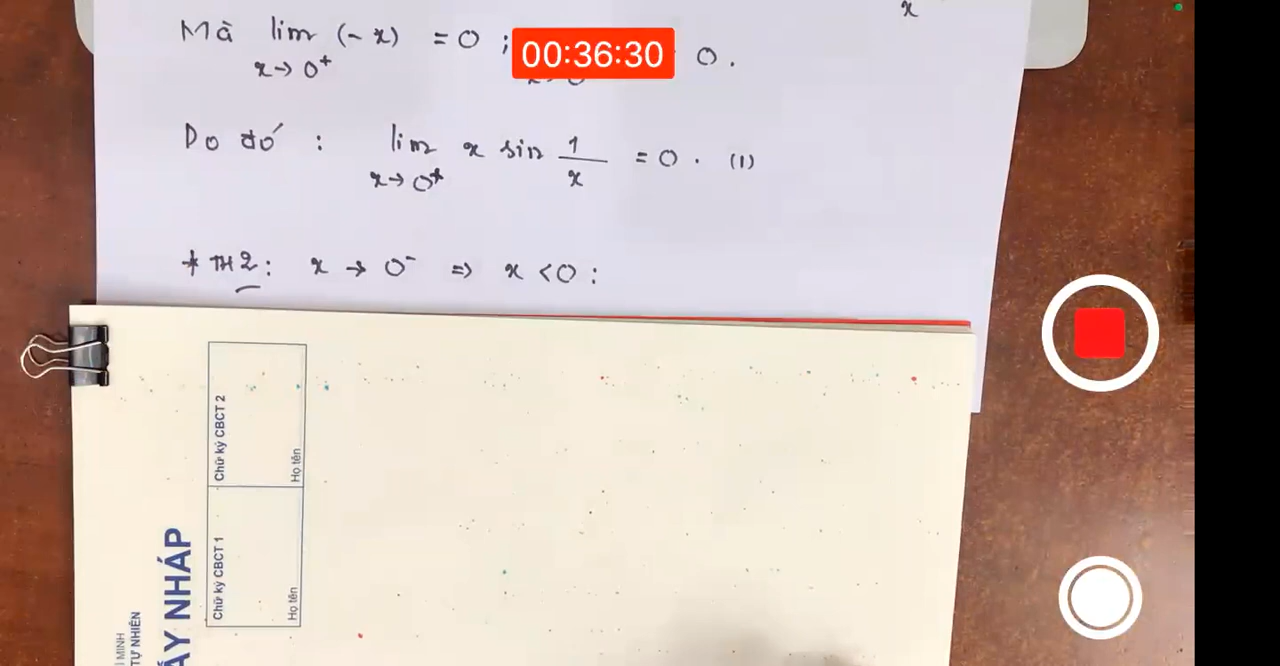 x
Mà lim (-x) = 0 ; 0.
x → 0⁺
00:36:30
Do đó : lim x sin 1/x = 0 . (1)
x → 0⁺
* TH2 : x → 0⁻ ⇒ x < 0 :
Chữ ký CBCT 2
Họ tên
Chữ ký CBCT 1
Họ tên
ẤY NHÁP
TỰ NHIÊN
Í MINH